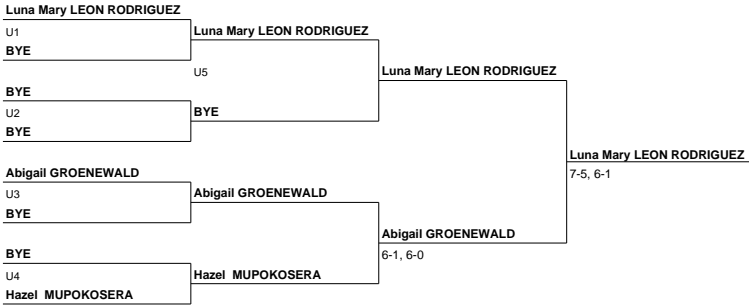 Luna Mary LEON RODRIGUEZ
U1
BYE
Luna Mary LEON RODRIGUEZ
U5
BYE
U2
BYE
BYE
Luna Mary LEON RODRIGUEZ
Abigail GROENEWALD
U3
BYE
Abigail GROENEWALD
BYE
U4
Hazel MUPOKOSERA
Hazel MUPOKOSERA
Abigail GROENEWALD
6-1, 6-0
Luna Mary LEON RODRIGUEZ
7-5, 6-1